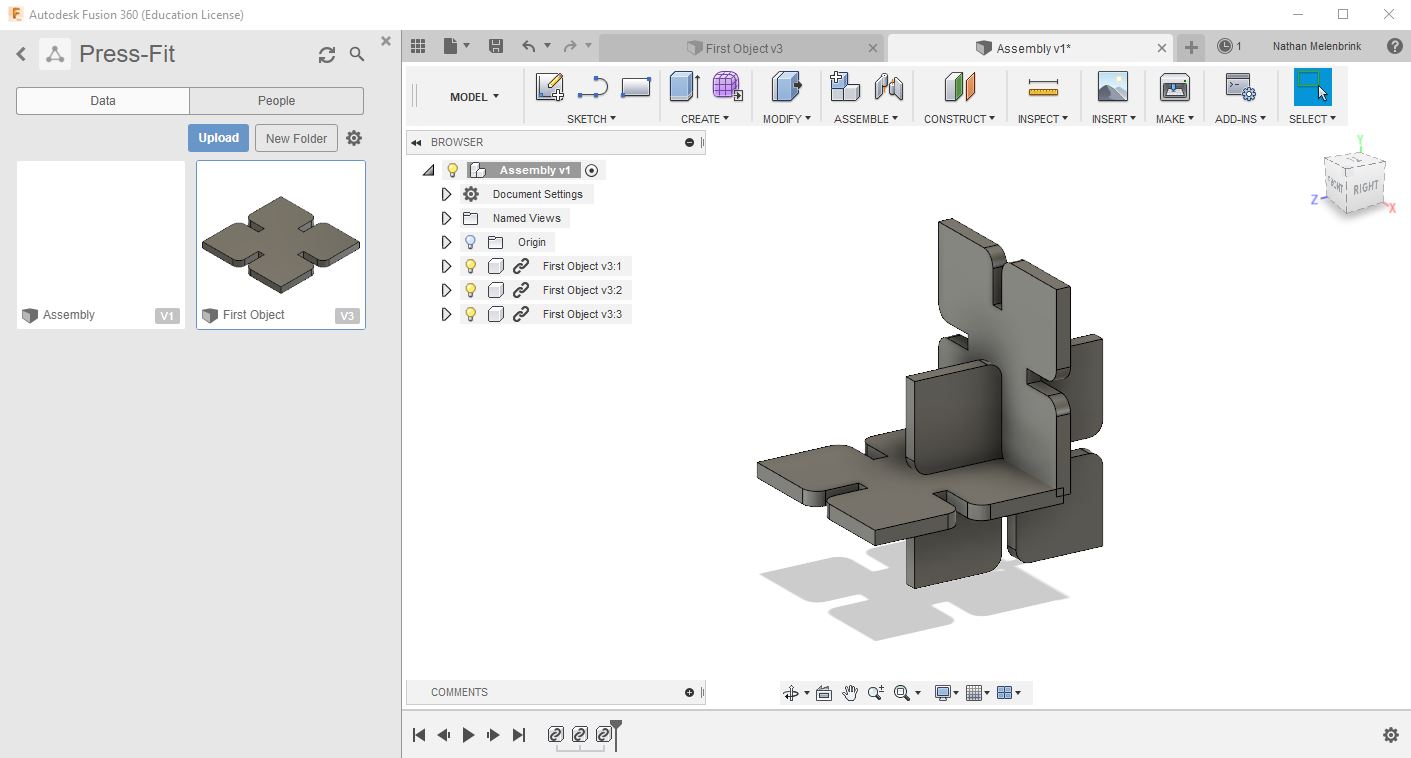 Autodesk Fusion 360 (Education License)
Press-Fit
Data
People
Upload
New Folder
Assembly
V1
First Object
V3
First Object v3
Assembly v1*
1
Nathan Melenbrink
MODEL
SKETCH
CREATE
MODIFY
ASSEMBLE
CONSTRUCT
INSPECT
INSERT
MAKE
ADD-INS
SELECT
BROWSER
Assembly v1
Document Settings
Named Views
Origin
First Object v3:1
First Object v3:2
First Object v3:3
Y
FRONT
RIGHT
Z
X
COMMENTS